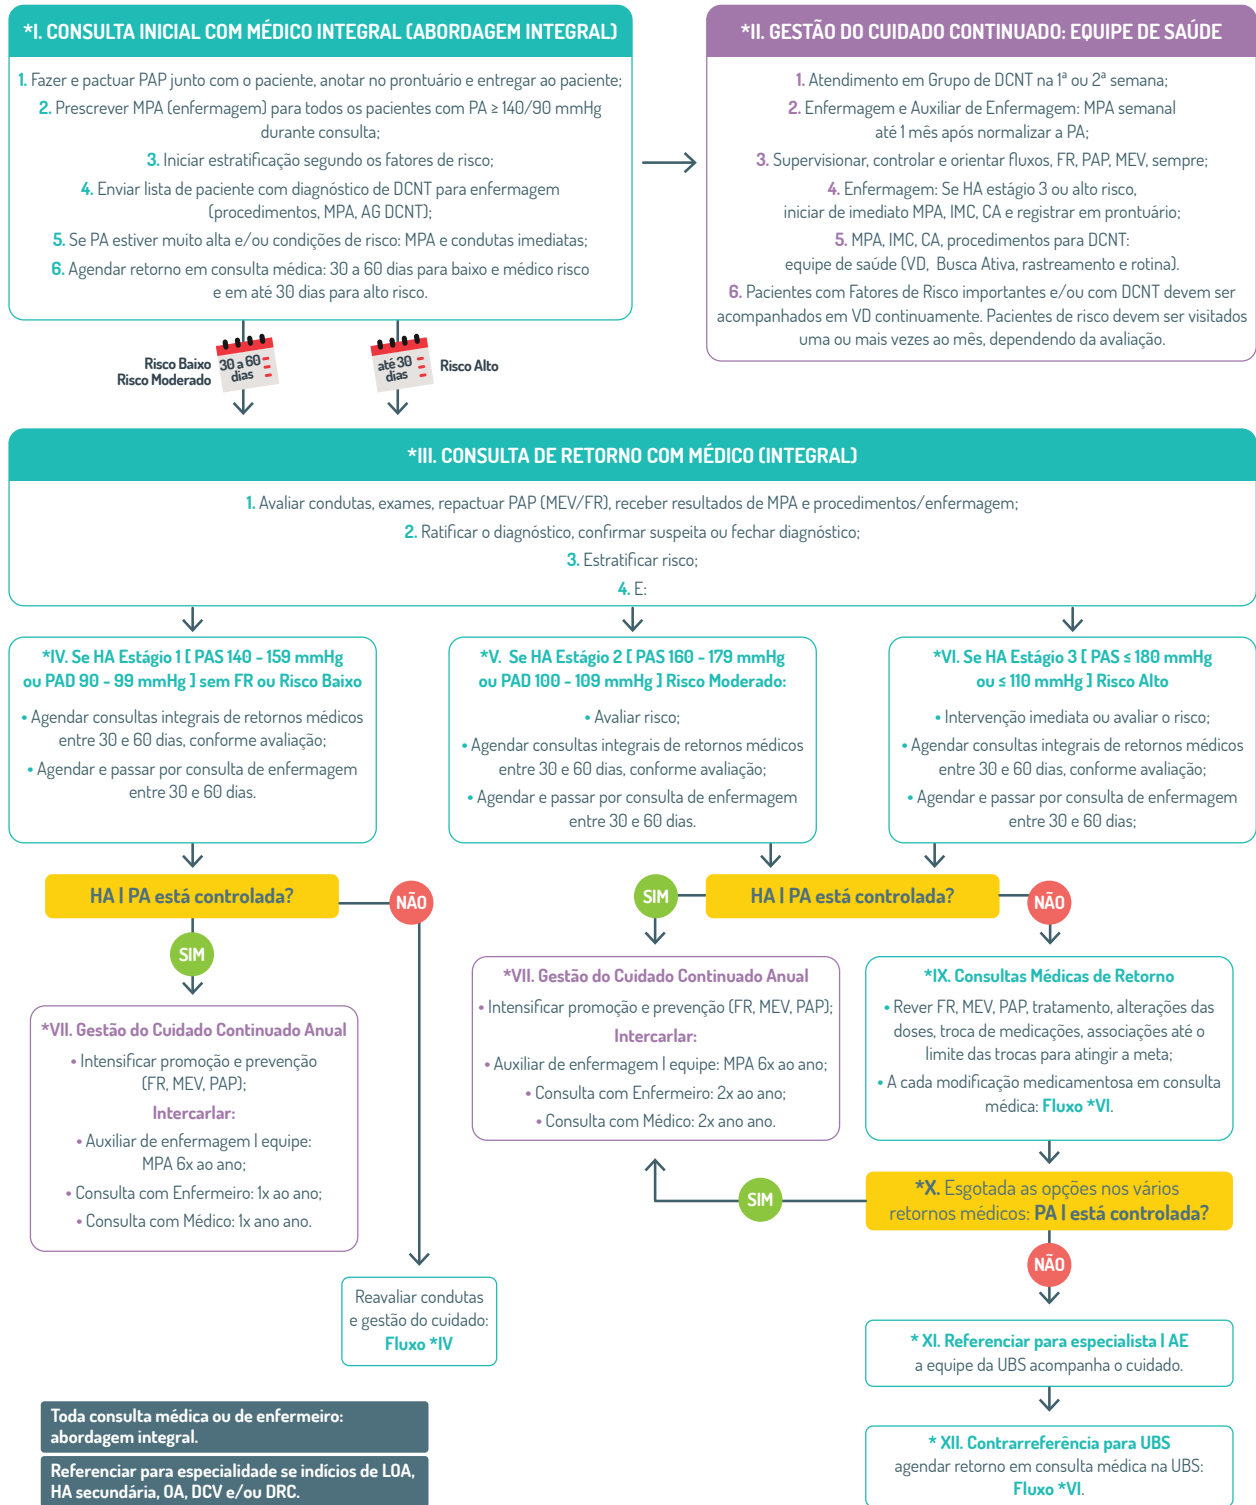 *I. CONSULTA INICIAL COM MÉDICO INTEGRAL (ABORDAGEM INTEGRAL)
1. Fazer e pactuar PAP junto com o paciente, anotar no prontuário e entregar ao paciente;
2. Prescrever MPA (enfermagem) para todos os pacientes com PA ≥ 140/90 mmHg
durante consulta;
3. Iniciar estratificação segundo os fatores de risco;
4. Enviar lista de paciente com diagnóstico de DCNT para enfermagem
(procedimentos, MPA, AG DCNT);
5. Se PA estiver muito alta e/ou condições de risco: MPA e condutas imediatas;
6. Agendar retorno em consulta médica: 30 a 60 dias para baixo e médico risco
e em até 30 dias para alto risco.
*II. GESTÃO DO CUIDADO CONTINUADO: EQUIPE DE SAÚDE
1. Atendimento em Grupo de DCNT na 1ª ou 2ª semana;
2. Enfermagem e Auxiliar de Enfermagem: MPA semanal
até 1 mês após normalizar a PA;
3. Supervisionar, controlar e orientar fluxos, FR, PAP, MEV, sempre;
4. Enfermagem: Se HA estágio 3 ou alto risco,
iniciar de imediato MPA, IMC, CA e registrar em prontuário;
5. MPA, IMC, CA, procedimentos para DCNT:
equipe de saúde (VD, Busca Ativa, rastreamento e rotina).
6. Pacientes com Fatores de Risco importantes e/ou com DCNT devem ser
acompanhados em VD continuamente. Pacientes de risco devem ser visitados
uma ou mais vezes ao mês, dependendo da avaliação.
Risco Baixo
Risco Moderado
30 a 60
dias
até 30
dias
Risco Alto
*III. CONSULTA DE RETORNO COM MÉDICO (INTEGRAL)
1. Avaliar condutas, exames, repactuar PAP (MEV/FR), receber resultados de MPA e procedimentos/enfermagem;
2. Ratificar o diagnóstico, confirmar suspeita ou fechar diagnóstico;
3. Estratificar risco;
4. E:
*IV. Se HA Estágio 1 [ PAS 140 - 159 mmHg
ou PAD 90 - 99 mmHg ] sem FR ou Risco Baixo
• Agendar consultas integrais de retornos médicos
entre 30 e 60 dias, conforme avaliação;
• Agendar e passar por consulta de enfermagem
entre 30 e 60 dias.
*V. Se HA Estágio 2 [ PAS 160 - 179 mmHg
ou PAD 100 - 109 mmHg ] Risco Moderado:
• Avaliar risco;
• Agendar consultas integrais de retornos médicos
entre 30 e 60 dias, conforme avaliação;
• Agendar e passar por consulta de enfermagem
entre 30 e 60 dias.
*VI. Se HA Estágio 3 [ PAS ≤ 180 mmHg
ou ≤ 110 mmHg ] Risco Alto
• Intervenção imediata ou avaliar o risco;
• Agendar consultas integrais de retornos médicos
entre 30 e 60 dias, conforme avaliação;
• Agendar e passar por consulta de enfermagem
entre 30 e 60 dias;
HA | PA está controlada?
NÃO
SIM
SIM
HA | PA está controlada?
NÃO
*VII. Gestão do Cuidado Continuado Anual
• Intensificar promoção e prevenção
(FR, MEV, PAP);
Intercarlar:
• Auxiliar de enfermagem | equipe:
MPA 6x ao ano;
• Consulta com Enfermeiro: 1x ao ano;
• Consulta com Médico: 1x ano ano.
*VII. Gestão do Cuidado Continuado Anual
• Intensificar promoção e prevenção (FR, MEV, PAP);
Intercarlar:
• Auxiliar de enfermagem | equipe: MPA 6x ao ano;
• Consulta com Enfermeiro: 2x ao ano;
• Consulta com Médico: 2x ano ano.
*IX. Consultas Médicas de Retorno
• Rever FR, MEV, PAP, tratamento, alterações das
doses, troca de medicações, associações até o
limite das trocas para atingir a meta;
• A cada modificação medicamentosa em consulta
médica: Fluxo *VI.
SIM
*X. Esgotada as opções nos vários
retornos médicos: PA | está controlada?
NÃO
Reavaliar condutas
e gestão do cuidado:
Fluxo *IV
* XI. Referenciar para especialista | AE
a equipe da UBS acompanha o cuidado.
* XII. Contrarreferência para UBS
agendar retorno em consulta médica na UBS:
Fluxo *VI.
Toda consulta médica ou de enfermeiro:
abordagem integral.
Referenciar para especialidade se indícios de LOA,
HA secundária, OA, DCV e/ou DRC.